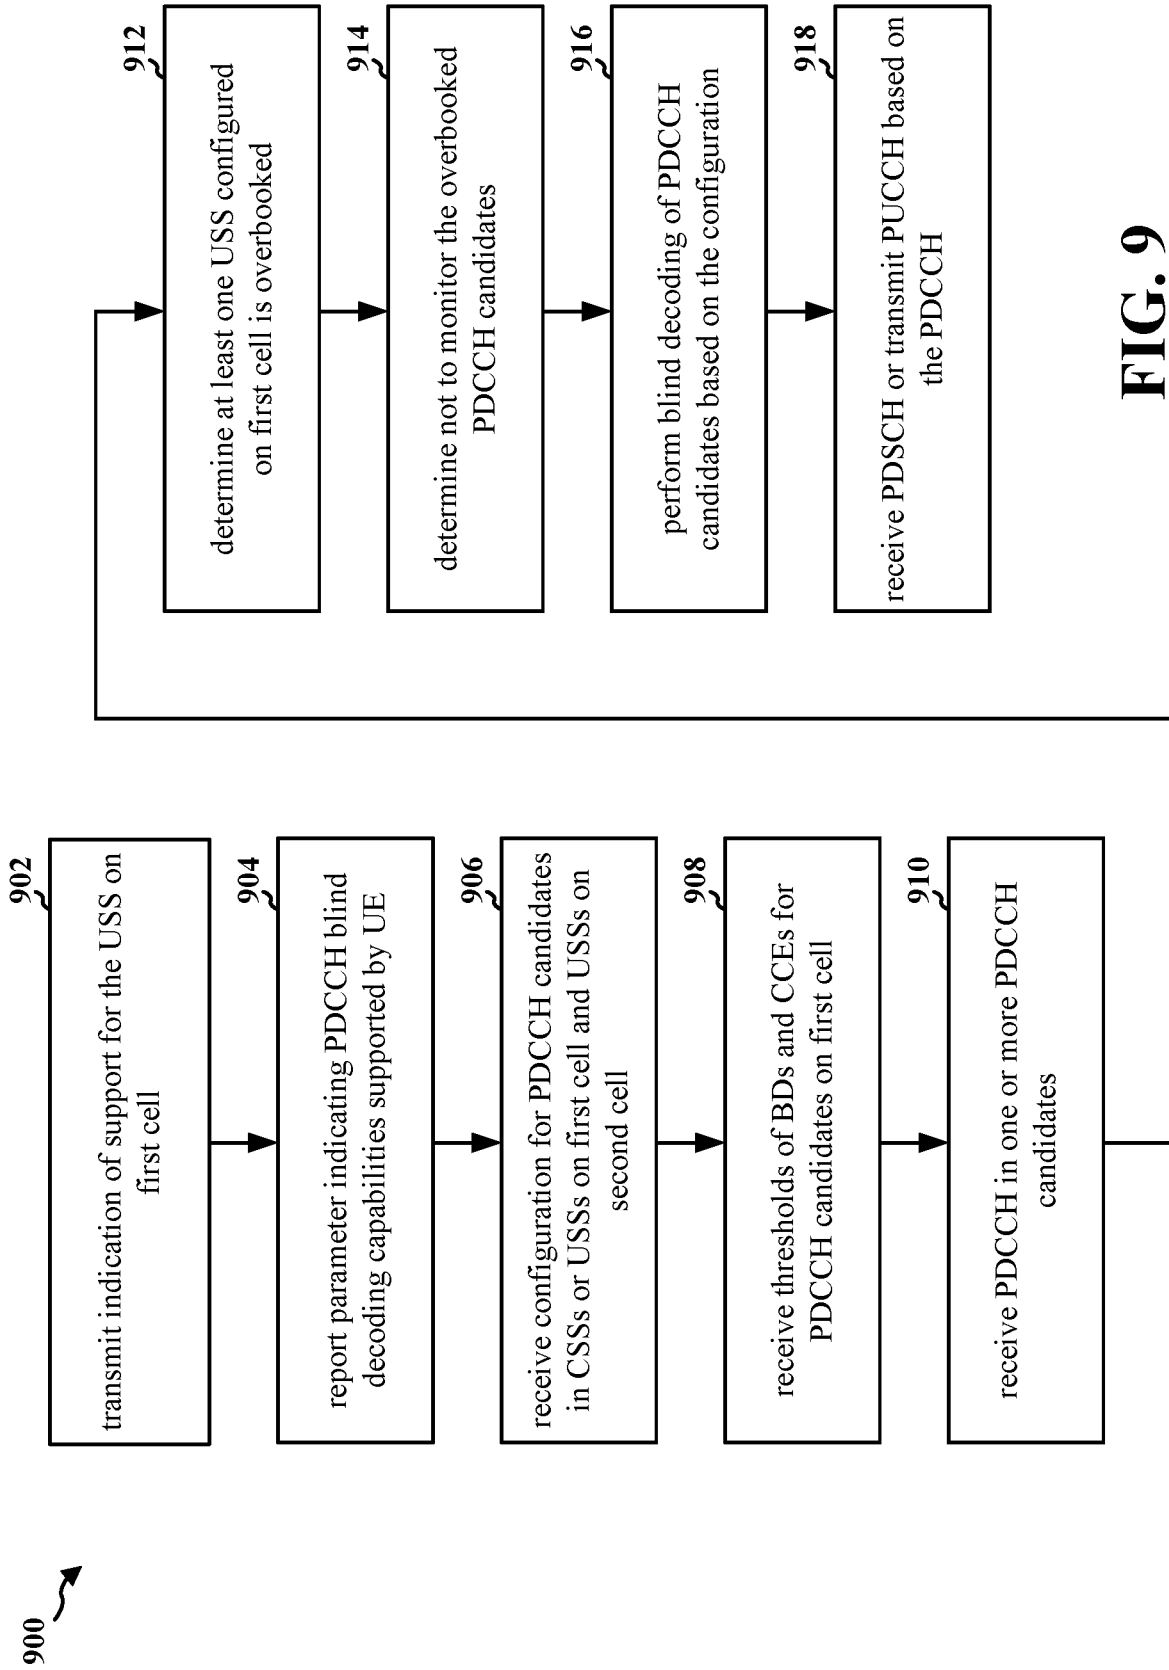 900
902
transmit indication of support for the USS on
first cell
904
report parameter indicating PDCCH blind
decoding capabilities supported by UE
906
receive configuration for PDCCH candidates
in CSSs or USSs on first cell and USSs on
second cell
908
receive thresholds of BDs and CCEs for
PDCCH candidates on first cell
910
receive PDCCH in one or more PDCCH
candidates
912
determine at least one USS configured
on first cell is overbooked
914
determine not to monitor the overbooked
PDCCH candidates
916
perform blind decoding of PDCCH
candidates based on the configuration
918
receive PDSCH or transmit PUCCH based on
the PDCCH
FIG. 9